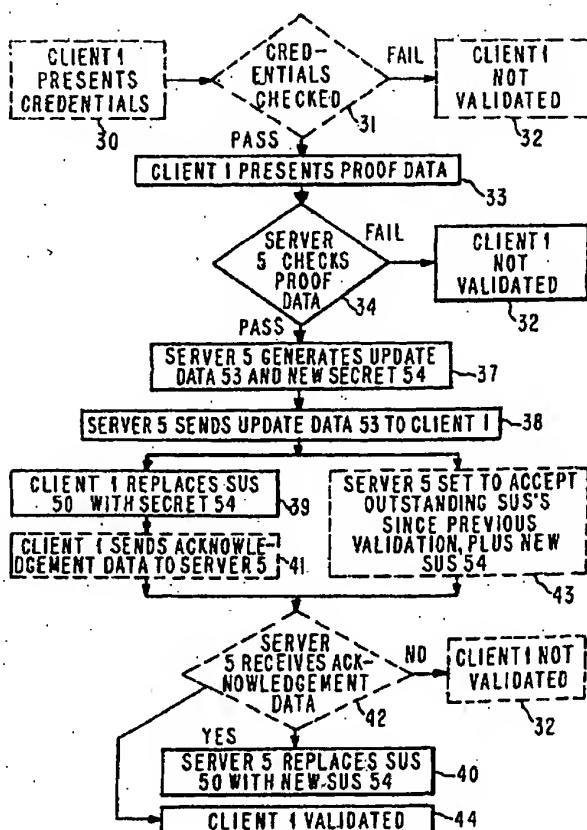 CLIENT 1
PRESENTS
CREDENTIALS
30
CRED-
ENTIALS
CHECKED
31
FAIL
CLIENT 1
NOT
VALIDATED
32
PASS
CLIENT 1 PRESENTS PROOF DATA
33
SERVER
5 CHECKS
PROOF
DATA
34
FAIL
CLIENT 1
NOT
VALIDATED
32
PASS
SERVER 5 GENERATES UPDATE
DATA 53 AND NEW SECRET 54
37
SERVER 5 SENDS UPDATE DATA 53 TO CLIENT 1
38
CLIENT 1 REPLACES SUS
50 WITH SECRET 54
39
CLIENT 1 SENDS ACKNOWLE-
DGEMENT DATA TO SERVER 5
41
SERVER 5 SET TO ACCEPT
OUTSTANDING SUS'S
SINCE PREVIOUS
VALIDATION, PLUS NEW
SUS 54
43
SERVER
5 RECEIVES ACK-
NOWLEDGEMENT
DATA
42
NO
CLIENT 1 NOT
VALIDATED
32
YES
SERVER 5 REPLACES SUS
50 WITH NEW SUS 54
40
CLIENT 1 VALIDATED
44